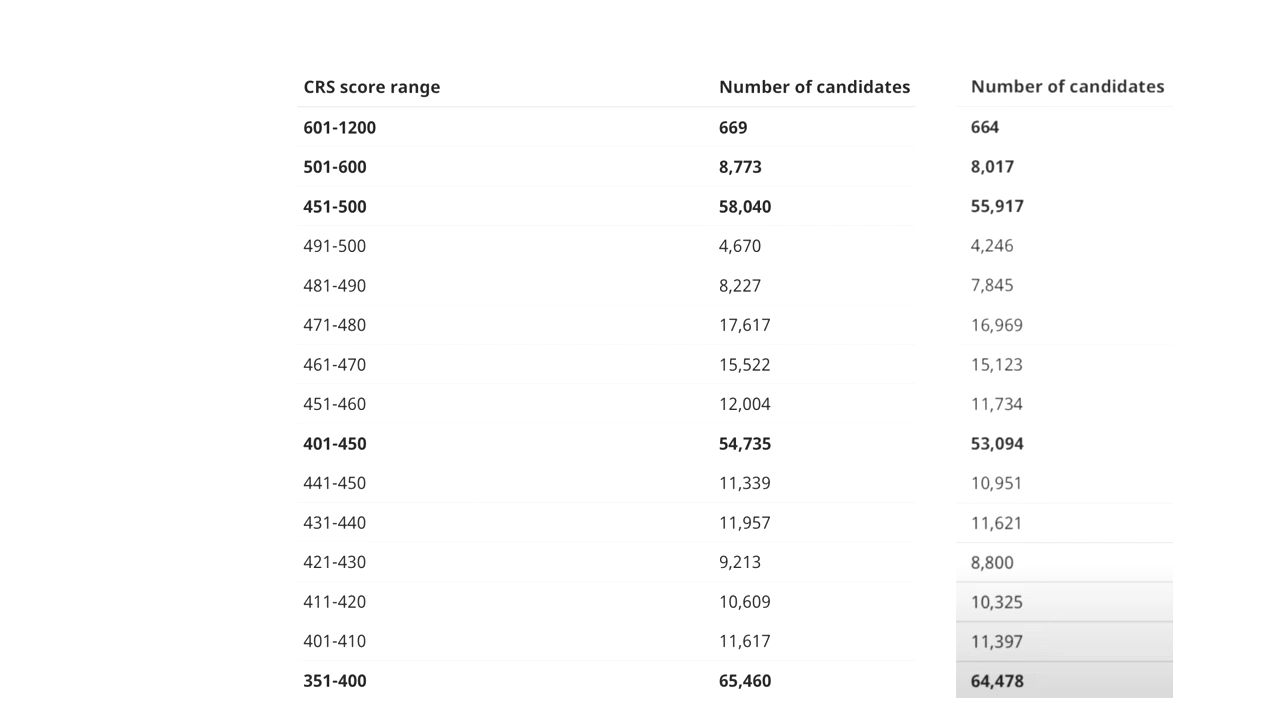 CRS score range Number of candidates Number of candidates
601-1200 669 664
501-600 8,773 8,017
451-500 58,040 55,917
491-500 4,670 4,246
481-490 8,227 7,845
471-480 17,617 16,969
461-470 15,522 15,123
451-460 12,004 11,734
401-450 54,735 53,094
441-450 11,339 10,951
431-440 11,957 11,621
421-430 9,213 8,800
411-420 10,609 10,325
401-410 11,617 11,397
351-400 65,460 64,478